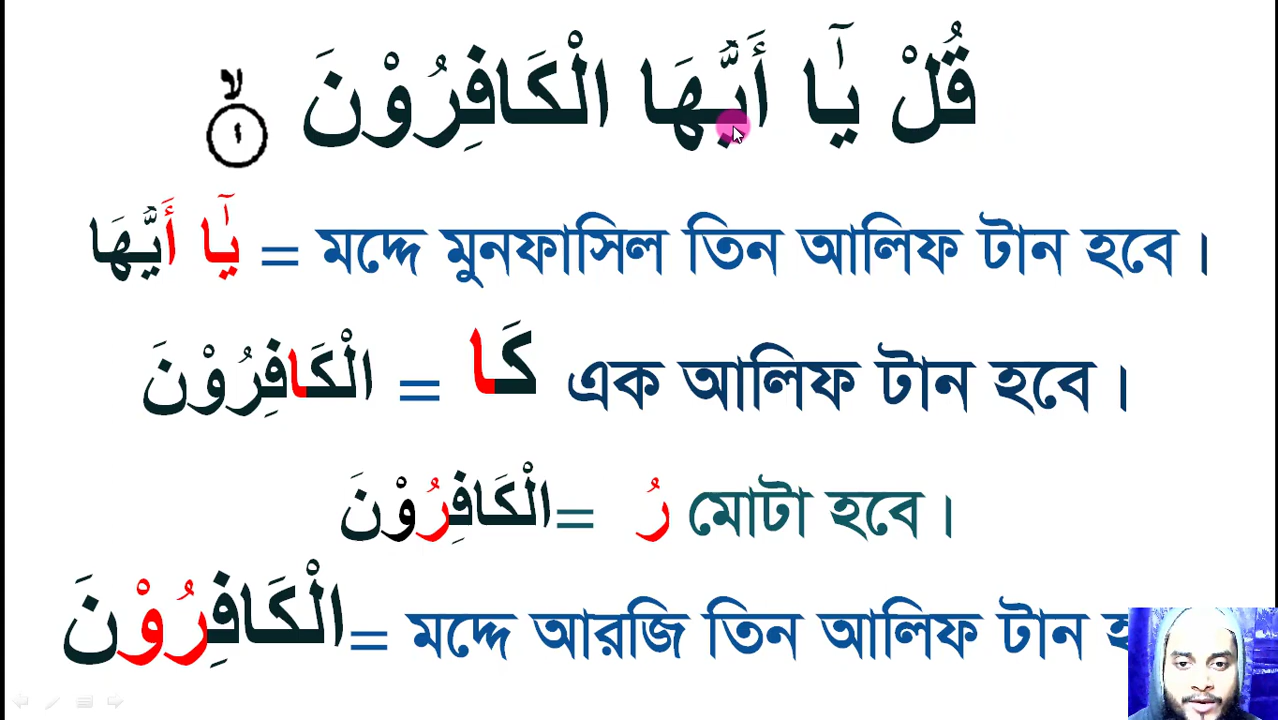 قُلْ يٰٓا أَيُّهَا الْكَافِرُوْنَ ۙ ١
يٰٓا أَيُّهَا = মদ্দে মুনফাসিল তিন আলিফ টান হবে।
الْكَافِرُوْنَ = كَا এক আলিফ টান হবে।
الْكَافِرُوْنَ = رُ মোটা হবে।
الْكَافِرُوْنَ = মদ্দে আরজি তিন আলিফ টান